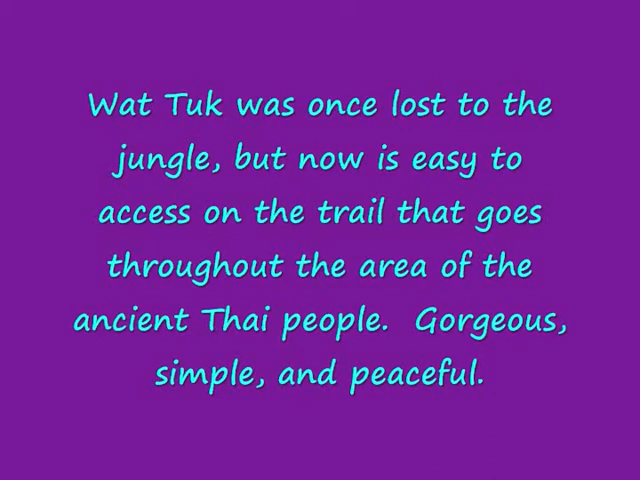 Wat Tuk was once lost to the
jungle, but now is easy to
access on the trail that goes
throughout the area of the
ancient Thai people.  Gorgeous,
simple, and peaceful.